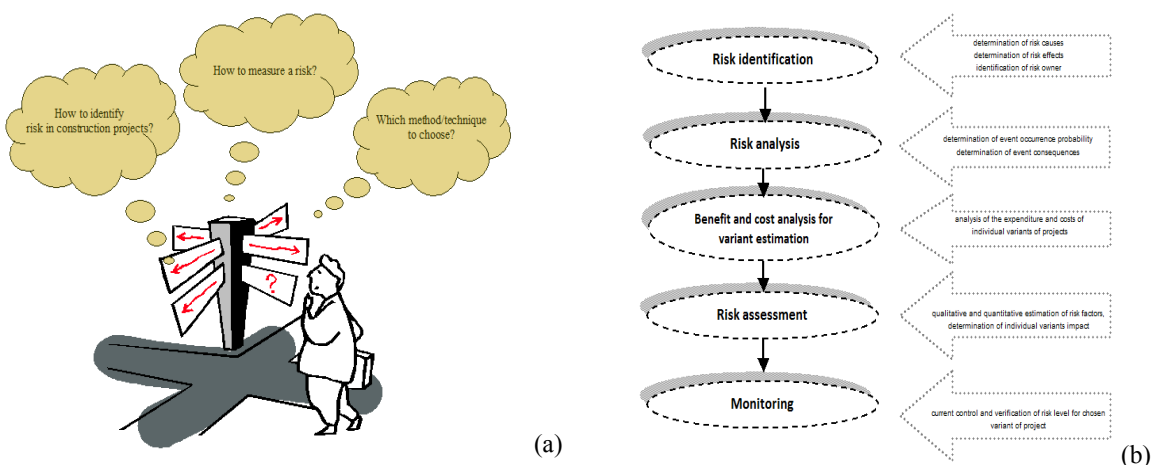 How to identify
risk in construction projects?
How to measure a risk?
Which method/technique
to choose?
?
(a)
Risk identification
determination of risk causes
determination of risk effects
identification of risk owner
Risk analysis
determination of event occurrence probability
determination of event consequences
Benefit and cost analysis for
variant estimation
analysis of the expenditure and costs of
individual variants of projects
Risk assessment
qualitative and quantitative estimation of risk factors,
determination of individual variants impact
Monitoring
current control and verification of risk level for chosen
variant of project
(b)